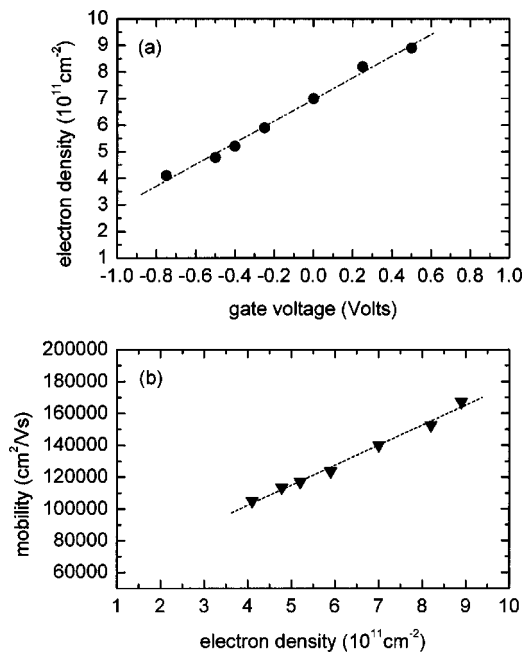 (a)
electron density (10¹¹cm⁻²)
10
9
8
7
6
5
4
3
2
1
-1.0 -0.8 -0.6 -0.4 -0.2 0.0 0.2 0.4 0.6 0.8 1.0
gate voltage (Volts)
(b)
mobility (cm²/Vs)
200000
180000
160000
140000
120000
100000
80000
60000
1 2 3 4 5 6 7 8 9 10
electron density (10¹¹cm⁻²)